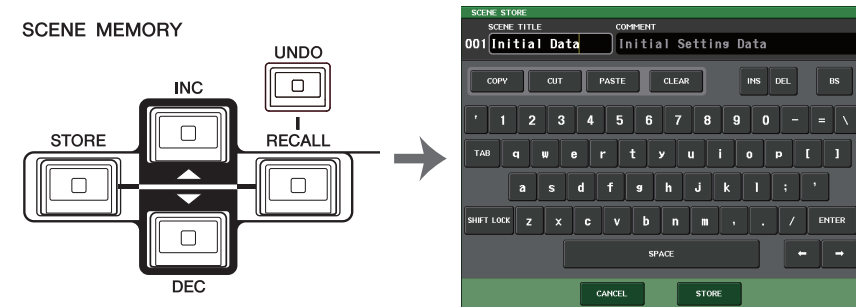 SCENE MEMORY
UNDO
INC
STORE
RECALL
DEC
SCENE STORE
SCENE TITLE COMMENT
001 Initial Data Initial Setting Data
COPY CUT PASTE CLEAR INS DEL BS
' 1 2 3 4 5 6 7 8 9 0 - = \
TAB q w e r t y u i o p [ ]
a s d f g h j k l ; '
SHIFT LOCK z x c v b n m , . / ENTER
SPACE ← →
CANCEL STORE